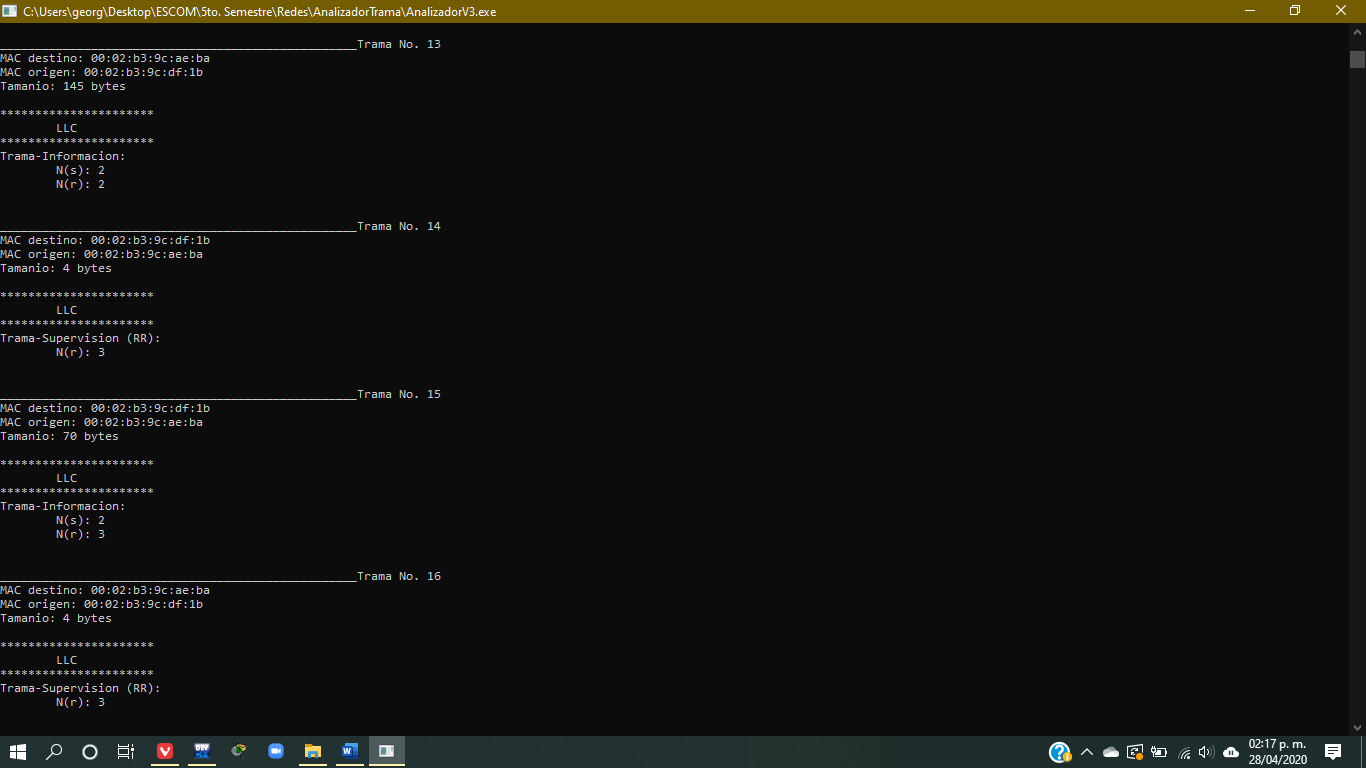 C:\Users\georg\Desktop\ESCOM\5to. Semestre\Redes\AnalizadorTrama\AnalizadorV3.exe
___________________________________________________Trama No. 13
MAC destino: 00:02:b3:9c:ae:ba
MAC origen: 00:02:b3:9c:df:1b
Tamanio: 145 bytes
**********************
LLC
**********************
Trama-Informacion:
N(s): 2
N(r): 2
___________________________________________________Trama No. 14
MAC destino: 00:02:b3:9c:df:1b
MAC origen: 00:02:b3:9c:ae:ba
Tamanio: 4 bytes
**********************
LLC
**********************
Trama-Supervision (RR):
N(r): 3
___________________________________________________Trama No. 15
MAC destino: 00:02:b3:9c:df:1b
MAC origen: 00:02:b3:9c:ae:ba
Tamanio: 70 bytes
**********************
LLC
**********************
Trama-Informacion:
N(s): 2
N(r): 3
___________________________________________________Trama No. 16
MAC destino: 00:02:b3:9c:ae:ba
MAC origen: 00:02:b3:9c:df:1b
Tamanio: 4 bytes
**********************
LLC
**********************
Trama-Supervision (RR):
N(r): 3
02:17 p. m.
28/04/2020